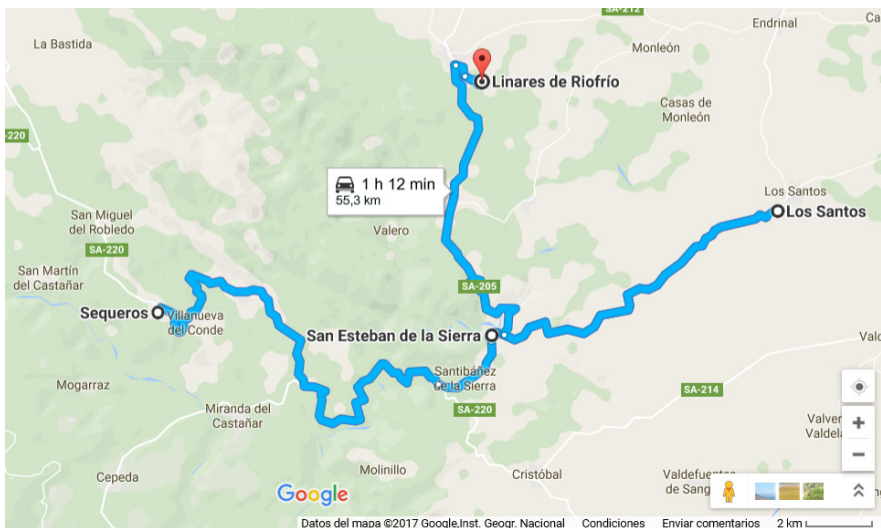 SA-212
Endrinal
Ca
La Bastida
Monleón
Linares de Riofrío
Casas de
Monleón
-220
1 h 12 min
55,3 km
Los Santos
Los Santos
San Miguel
del Robledo
Valero
SA-220
San Martín
del Castañar
SA-205
Sequeros
Villanueva
del Conde
San Esteban de la Sierra
Valdo
Santibáñez
de la Sierra
Mogarraz
SA-214
Miranda del
Castañar
SA-220
Valver
Valdela
Molinillo
Cepeda
Cristóbal
Valdefuentes
de Sang
Google
Datos del mapa ©2017 Google,Inst. Geogr. Nacional Condiciones Enviar comentarios 2 km